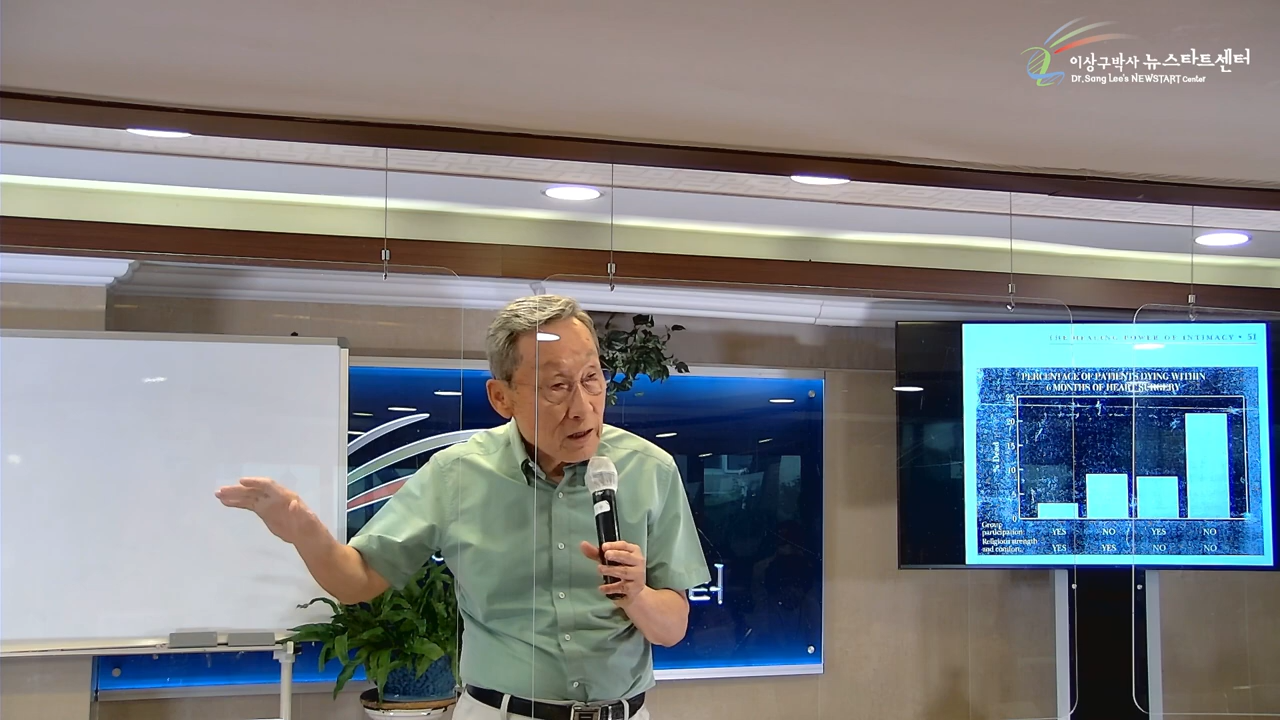 이상구박사 뉴스타트센터
Dr. Sang Lee's NEWSTART Center
THE HEALING POWER OF INTIMACY • 51
PERCENTAGE OF PATIENTS DYING WITHIN
6 MONTHS OF HEART SURGERY
25
20
15
10
5
0
% Dead
Group
participation: YES NO YES NO
Religious strength
and comfort: YES YES NO NO
터